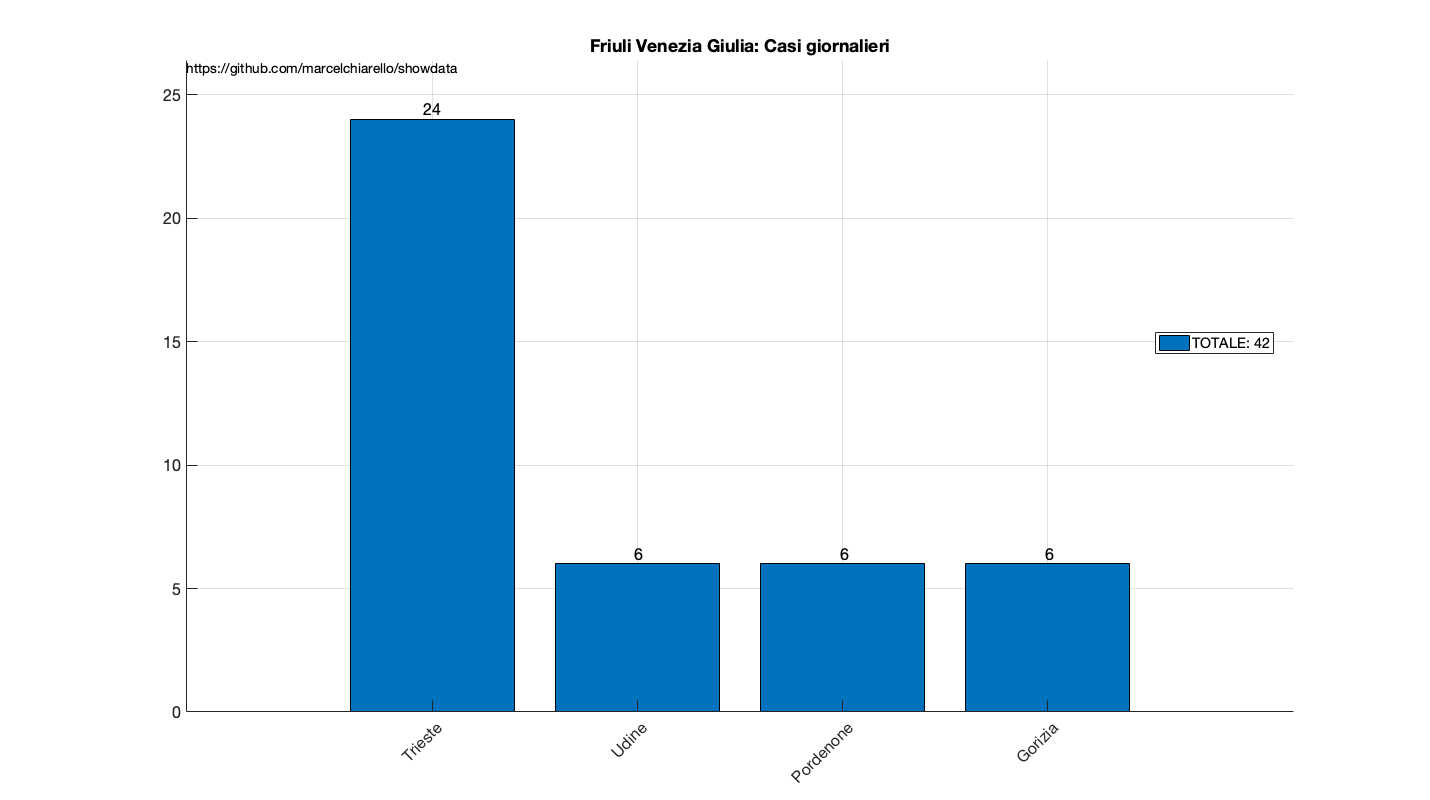 Friuli Venezia Giulia: Casi giornalieri
https://github.com/marcelchiarello/showdata
25
20
15
10
5
0
24
6
6
6
TOTALE: 42
Trieste
Udine
Pordenone
Gorizia